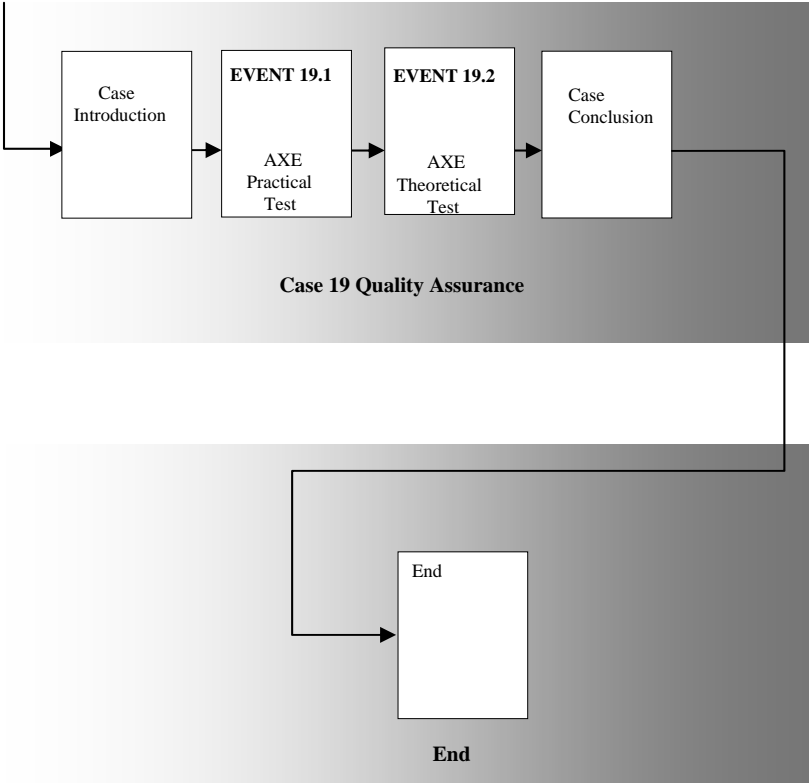 Case
Introduction
EVENT 19.1
AXE
Practical
Test
EVENT 19.2
AXE
Theoretical
Test
Case
Conclusion
Case 19 Quality Assurance
End
End